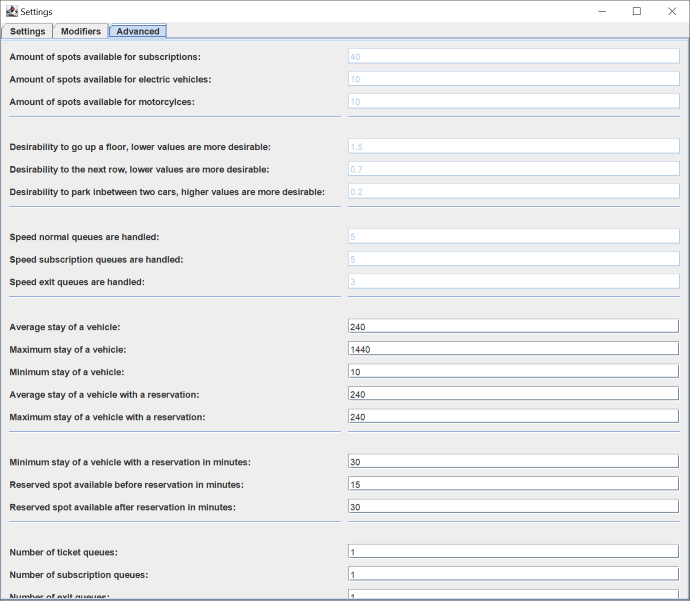 Settings
Settings Modifiers Advanced
Amount of spots available for subscriptions: 40
Amount of spots available for electric vehicles: 10
Amount of spots available for motorcylces: 10
Desirability to go up a floor, lower values are more desirable: 1.5
Desirability to the next row, lower values are more desirable: 0.7
Desirability to park inbetween two cars, higher values are more desirable: 0.2
Speed normal queues are handled: 5
Speed subscription queues are handled: 5
Speed exit queues are handled: 3
Average stay of a vehicle: 240
Maximum stay of a vehicle: 1440
Minimum stay of a vehicle: 10
Average stay of a vehicle with a reservation: 240
Maximum stay of a vehicle with a reservation: 240
Minimum stay of a vehicle with a reservation in minutes: 30
Reserved spot available before reservation in minutes: 15
Reserved spot available after reservation in minutes: 30
Number of ticket queues: 1
Number of subscription queues: 1
Number of exit queues: 1